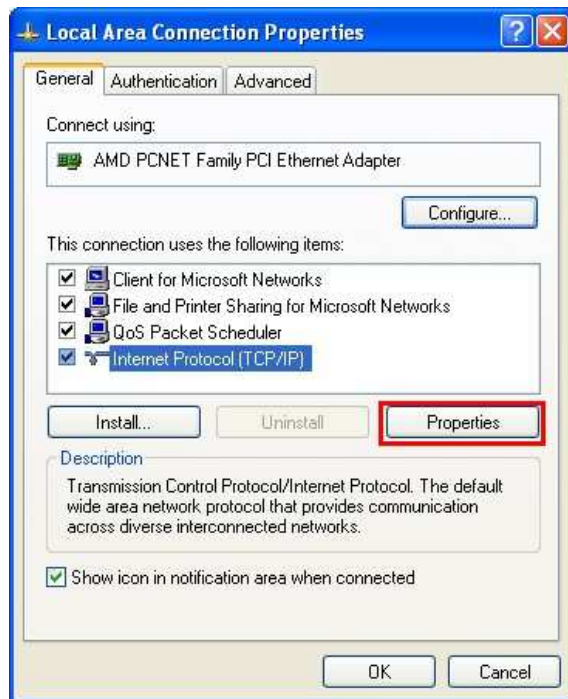 Local Area Connection Properties
General Authentication Advanced
Connect using:
AMD PCNET Family PCI Ethernet Adapter
Configure...
This connection uses the following items:
Client for Microsoft Networks
File and Printer Sharing for Microsoft Networks
QoS Packet Scheduler
Internet Protocol (TCP/IP)
Install... Uninstall Properties
Description
Transmission Control Protocol/Internet Protocol. The default
wide area network protocol that provides communication
across diverse interconnected networks.
Show icon in notification area when connected
OK Cancel